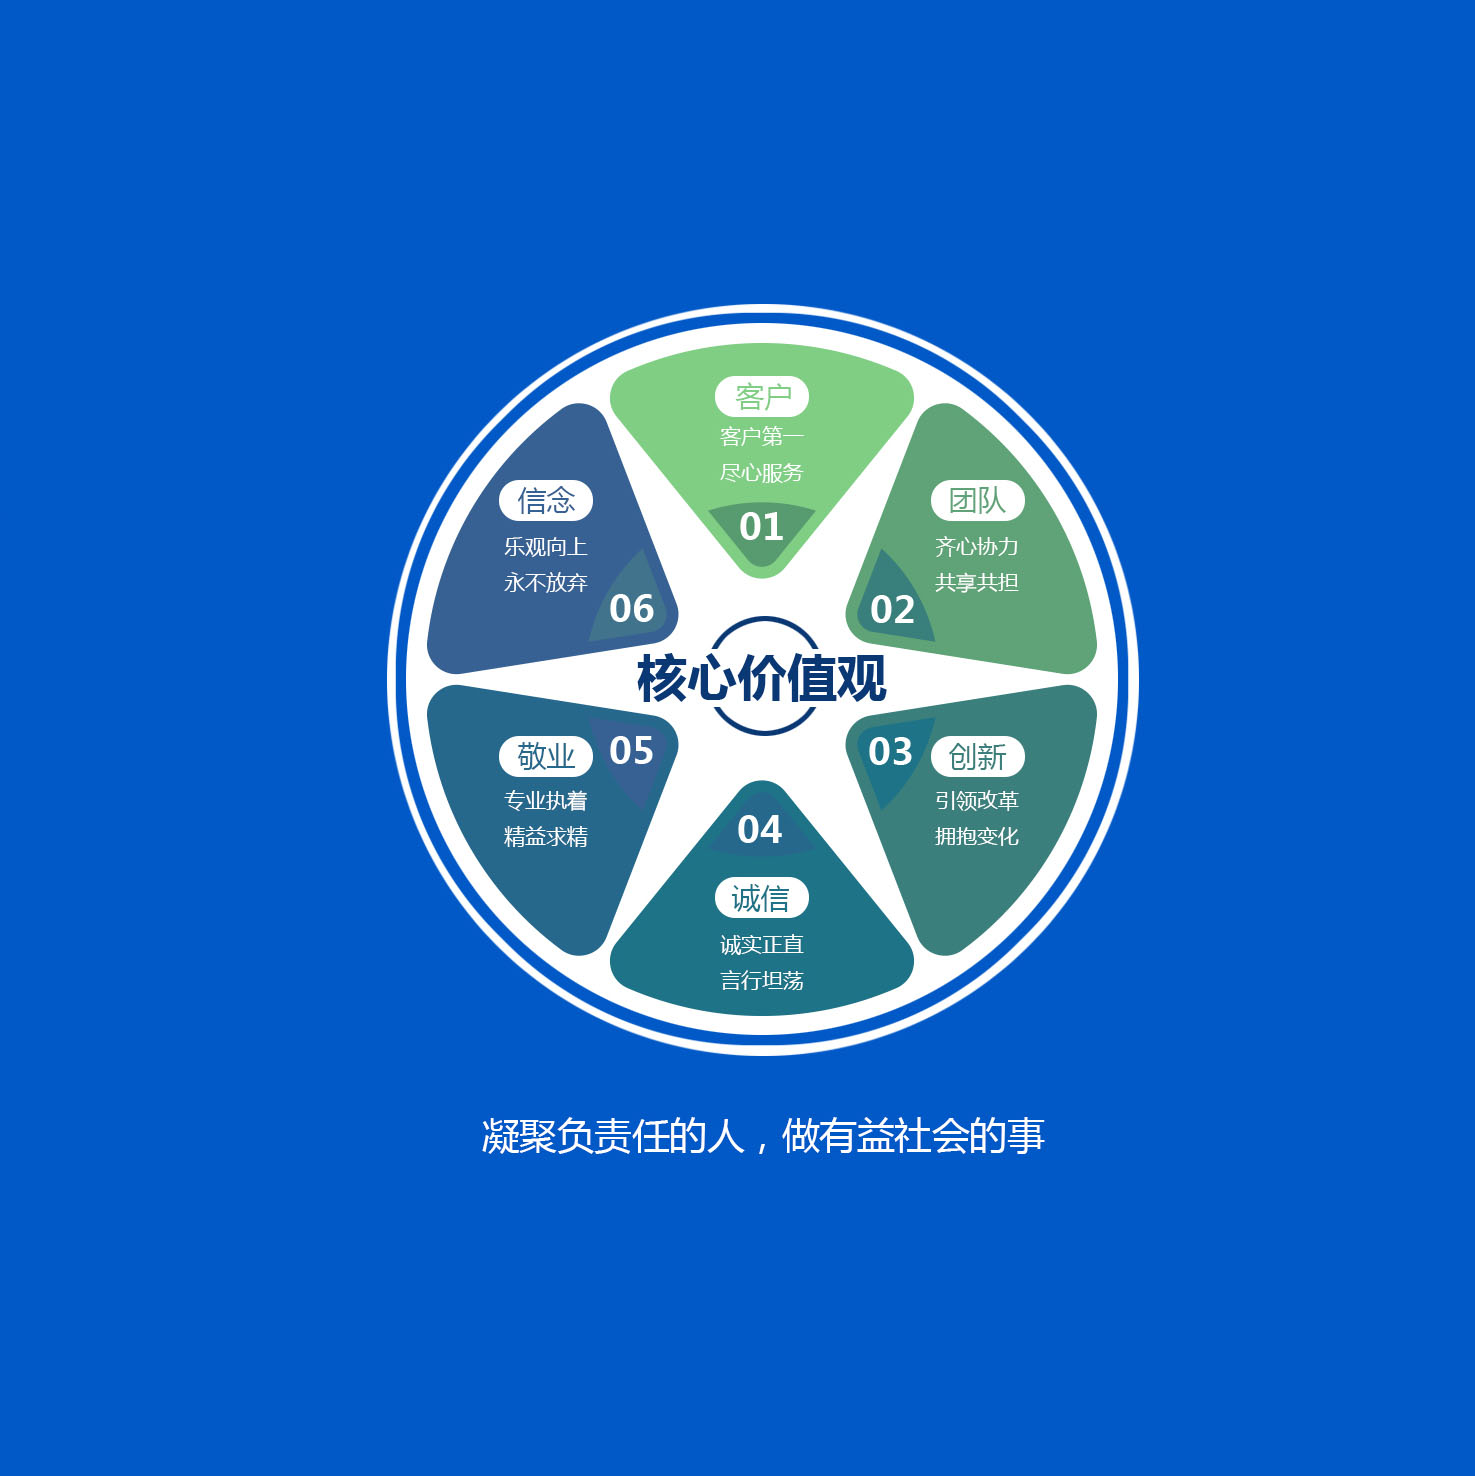 客户
客户第一
尽心服务
01
团队
齐心协力
共享共担
02
创新
引领改革
拥抱变化
03
诚信
诚实正直
言行坦荡
04
敬业
专业执着
精益求精
05
信念
乐观向上
永不放弃
06
核心价值观
凝聚负责任的人，做有益社会的事